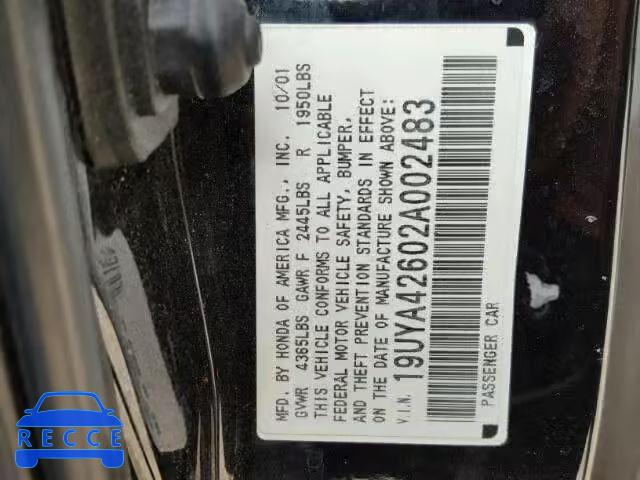 MFD. BY HONDA OF AMERICA MFG., INC. 10/01
GVWR 4365LBS GAWR F 2445LBS R 1950LBS
THIS VEHICLE CONFORMS TO ALL APPLICABLE
FEDERAL MOTOR VEHICLE SAFETY, BUMPER,
AND THEFT PREVENTION STANDARDS IN EFFECT
ON THE DATE OF MANUFACTURE SHOWN ABOVE:
V.I.N. 19UYA42602A002483
PASSENGER CAR
RECCE